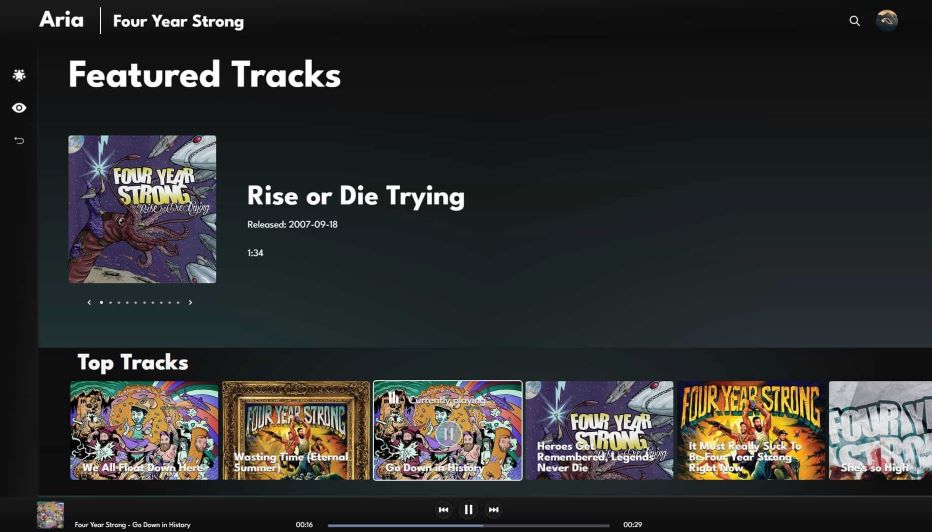 Aria
Four Year Strong
Featured Tracks
FOUR YEAR
STRONG
Rise or Die Trying
Rise or Die Trying
Released: 2007-09-18
1:34
Top Tracks
We All Float Down Here
FOUR YEAR STRONG
Wasting Time (Eternal
Summer)
Currently playing
Go Down in History
FOUR YEAR
STRONG
Heroes Get
Remembered, Legends
Never Die
FOUR YEAR STRONG
It Must Really Suck To
Be Four Year Strong
Right Now
She's so High
Four Year Strong - Go Down in History
00:16
00:29